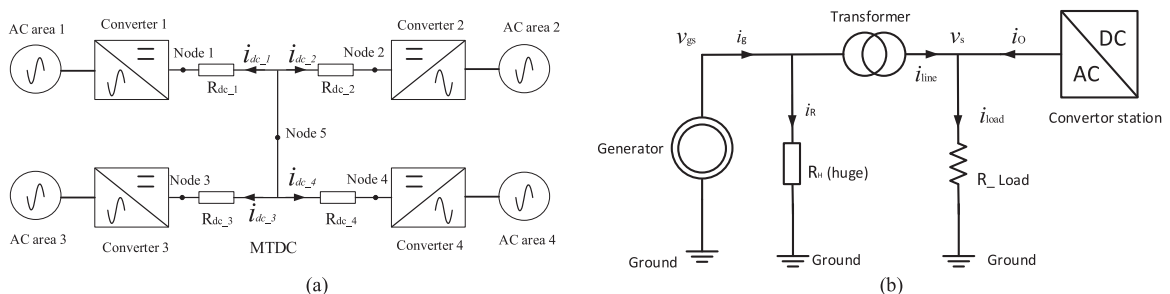 AC area 1
Converter 1
Node 1
i_dc_1
i_dc_2
Node 2
Converter 2
AC area 2
R_dc_1
R_dc_2
Node 5
Node 3
i_dc_4
Node 4
R_dc_3
i_dc_3
R_dc_4
AC area 3
Converter 3
MTDC
Converter 4
AC area 4
(a)
Transformer
v_gs
i_g
v_s
i_O
DC
AC
i_line
Convertor station
i_R
i_load
Generator
R_H (huge)
R_ Load
Ground
Ground
Ground
(b)